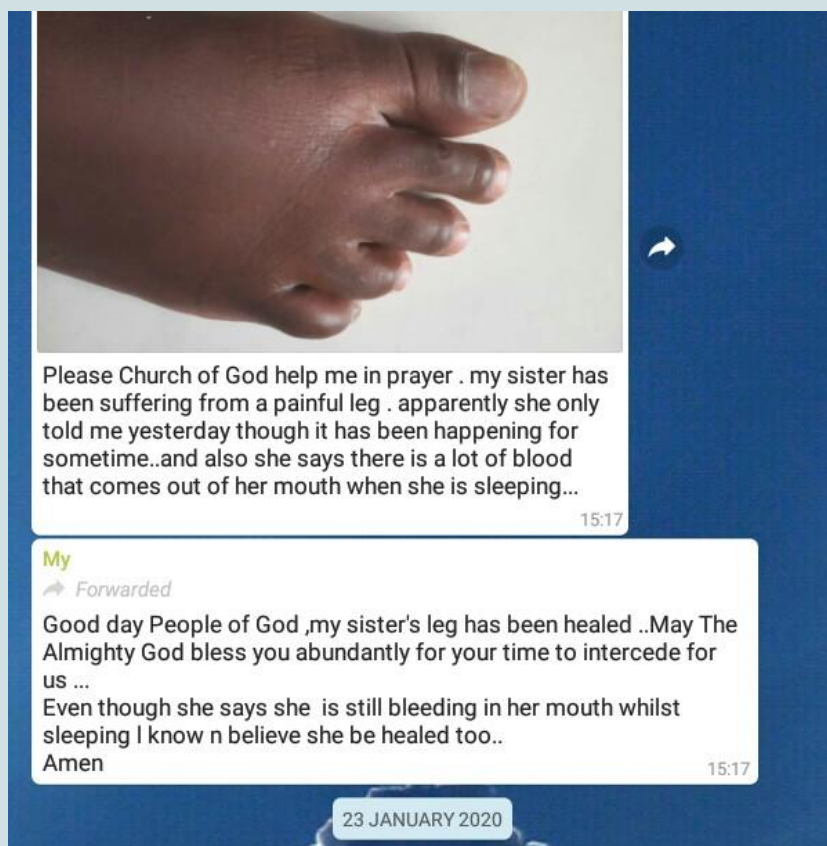 Please Church of God help me in prayer . my sister has
been suffering from a painful leg . apparently she only
told me yesterday though it has been happening for
sometime..and also she says there is a lot of blood
that comes out of her mouth when she is sleeping...
15:17
My
Forwarded
Good day People of God ,my sister's leg has been healed ..May The
Almighty God bless you abundantly for your time to intercede for
us ...
Even though she says she  is still bleeding in her mouth whilst
sleeping I know n believe she be healed too..
Amen
15:17
23 JANUARY 2020